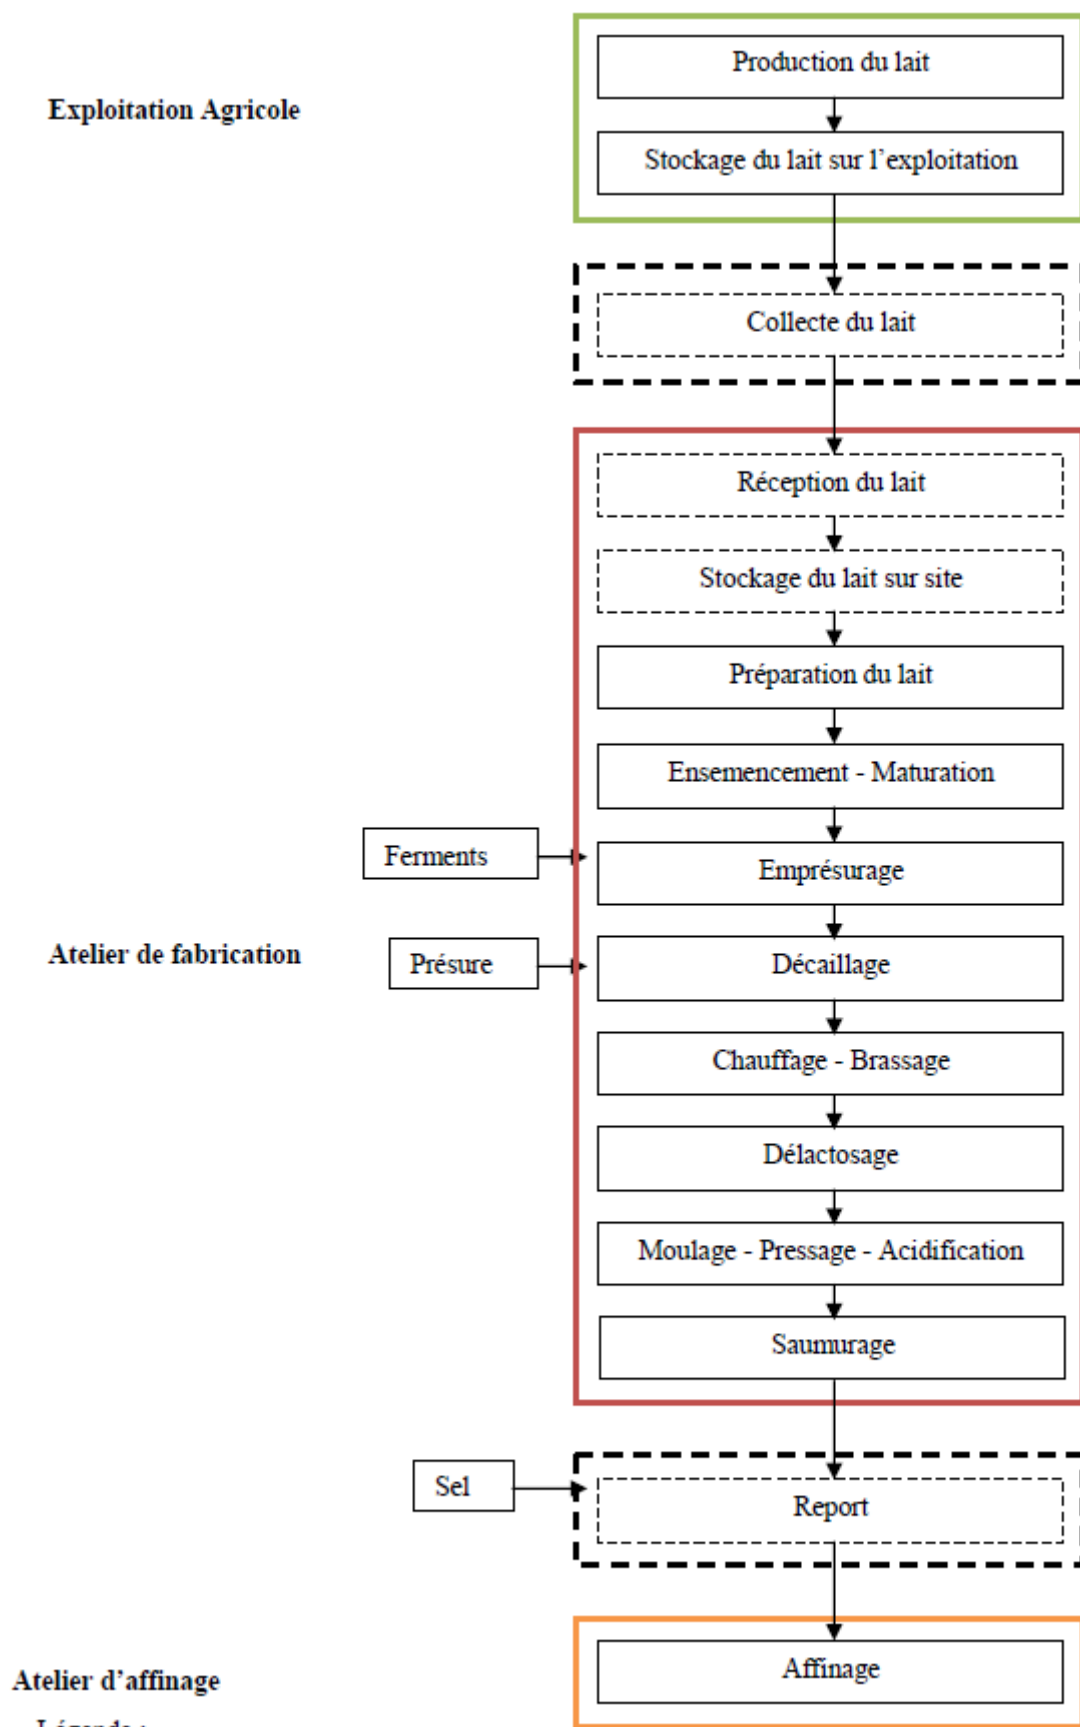 Production du lait
Exploitation Agricole
Stockage du lait sur l’exploitation
Collecte du lait
Réception du lait
Stockage du lait sur site
Préparation du lait
Ensemencement - Maturation
Ferments
Emprésurage
Atelier de fabrication
Présure
Décaillage
Chauffage - Brassage
Délactosage
Moulage - Pressage - Acidification
Saumurage
Sel
Report
Affinage
Atelier d’affinage
Légende :